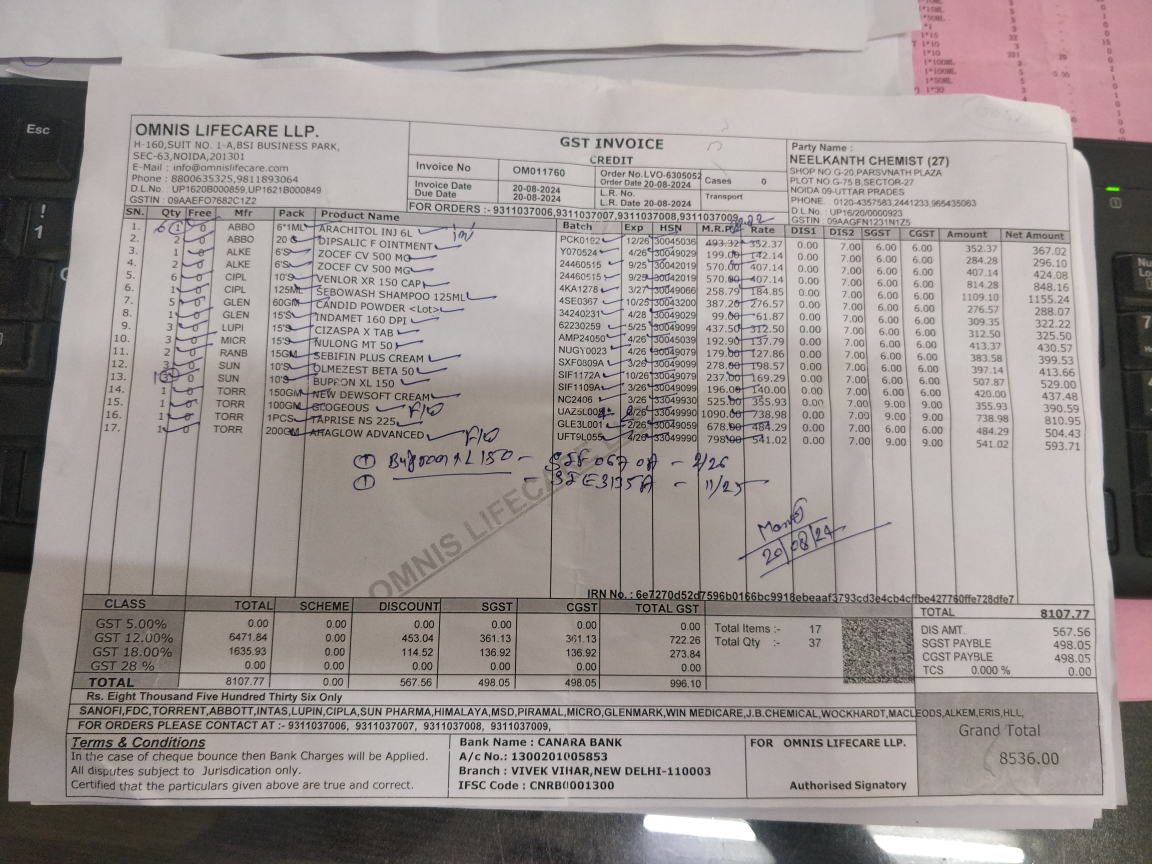 OMNIS LIFECARE LLP.
H-160,SUIT NO. 1-A,BSI BUSINESS PARK,
SEC-63,NOIDA,201301
E-Mail : info@omnislifecare.com
Phone : 8800635325,9811893064
D.L.No. : UP1620B000859,UP1621B000849
GSTIN : 09AAEFO7682C1Z2
GST INVOICE
CREDIT
Invoice No OM011760
Invoice Date 20-08-2024
Due Date 20-08-2024
Order No.LVO-6305052
Order Date 20-08-2024
L.R. No.
L.R. Date 20-08-2024
Cases 0
Transport
FOR ORDERS :- 9311037006,9311037007,9311037008,9311037009,
Party Name :
NEELKANTH CHEMIST (27)
SHOP NO.G-20,PARSVNATH PLAZA
PLOT NO.G-75 B,SECTOR-27
NOIDA 09-UTTAR PRADES
PHONE. 0120-4357583,2441233,965435063
D.L.No : UP16/20/0000923
GSTIN : 09AAGFN1231N1Z5
SN. Qty Free Mfr Pack Product Name Batch Exp HSN M.R.P Rate DIS1 DIS2 SGST CGST Amount Net Amount
1. 1 0 ABBO 6*1ML ARACHITOL INJ 6L PCK0192 12/26 30045036 493.32 352.37 0.00 7.00 6.00 6.00 352.37 367.02
2. 2 0 ABBO 20 G DIPSALIC F OINTMENT Y070524 4/26 30049029 199.00 142.14 0.00 7.00 6.00 6.00 284.28 296.10
3. 1 0 ALKE 6'S ZOCEF CV 500 MG 24460515 9/25 30042019 570.00 407.14 0.00 7.00 6.00 6.00 407.14 424.08
4. 2 0 ALKE 6'S ZOCEF CV 500 MG 24460515 9/25 30042019 570.00 407.14 0.00 7.00 6.00 6.00 814.28 848.16
5. 6 0 CIPL 10'S VENLOR XR 150 CAP 4KA1278 3/27 30049066 258.79 184.85 0.00 7.00 6.00 6.00 1109.10 1155.24
6. 1 0 CIPL 125ML SEBOWASH SHAMPOO 125ML 4SE0367 10/25 30043200 387.20 276.57 0.00 7.00 6.00 6.00 276.57 288.07
7. 5 0 GLEN 60GM CANDID POWDER <Lot> 34240231 4/28 30049029 99.00 61.87 0.00 7.00 6.00 6.00 309.35 322.22
8. 1 0 GLEN 15'S INDAMET 160 DPI 62230259 5/25 30049099 437.50 312.50 0.00 7.00 6.00 6.00 312.50 325.50
9. 3 0 LUPI 10'S CIZASPA X TAB AMP24050 4/26 30045039 192.90 137.79 0.00 7.00 6.00 6.00 413.37 430.57
10. 3 0 MICR 15'S NULONG MT 50 NUGY0023 4/26 30049079 179.00 127.86 0.00 7.00 6.00 6.00 383.58 399.53
11. 2 0 RANB 15GM SEBIFIN PLUS CREAM SXF0809A 3/26 30049099 278.00 198.57 0.00 7.00 6.00 6.00 397.14 413.66
12. 3 0 SUN 10'S OLMEZEST BETA 50 SIF1172A 10/26 30049079 237.00 169.29 0.00 7.00 6.00 6.00 507.87 529.00
13. 3 0 SUN 10'S BUPRON XL 150 SIF1109A 3/26 30049099 196.00 140.00 0.00 7.00 6.00 6.00 420.00 437.48
14. 1 0 TORR 150GM NEW DEWSOFT CREAM NC2406 3/26 33049930 525.00 355.93 0.00 7.00 9.00 9.00 355.93 390.59
15. 1 0 TORR 100GM 33049990 1090.00 738.98 0.00 7.00 9.00 9.00 738.98 810.95
16. 1 0 TORR 1PCS TAPRISE NS 225 GLE3L001 2/26 30049059 678.00 484.29 0.00 7.00 6.00 6.00 484.29 504.43
17. 1 0 TORR 200GM AHAGLOW ADVANCED UFT9L055 4/26 33049990 798.00 541.02 0.00 7.00 9.00 9.00 541.02 593.71
① Bupron XL 150 - SIF0670A - 2/26
① - SIE3135A - 11/25
20/08/24
OMNIS LIFECARE
IRN No. : 6e7270d52d7596b0166bc9918ebeaaf3793cd3e4cb4cffbe427760ffe728dfe7
CLASS TOTAL SCHEME DISCOUNT SGST CGST TOTAL GST
GST 5.00% 0.00 0.00 0.00 0.00 0.00 0.00
GST 12.00% 6471.84 0.00 453.04 361.13 361.13 722.26
GST 18.00% 1635.93 0.00 114.52 136.92 136.92 273.84
GST 28 % 0.00 0.00 0.00 0.00 0.00 0.00
TOTAL 8107.77 0.00 567.56 498.05 498.05 996.10
Total Items :- 17
Total Qty :- 37
TOTAL 8107.77
DIS AMT. 567.56
SGST PAYBLE 498.05
CGST PAYBLE 498.05
TCS 0.000 % 0.00
Rs. Eight Thousand Five Hundred Thirty Six Only
SANOFI,FDC,TORRENT,ABBOTT,INTAS,LUPIN,CIPLA,SUN PHARMA,HIMALAYA,MSD,PIRAMAL,MICRO,GLENMARK,WIN MEDICARE,J.B.CHEMICAL,WOCKHARDT,MACLEODS,ALKEM,ERIS,HLL,
FOR ORDERS PLEASE CONTACT AT :- 9311037006, 9311037007, 9311037008, 9311037009,
Grand Total
8536.00
Terms & Conditions
In the case of cheque bounce then Bank Charges will be Applied.
All disputes subject to Jurisdication only.
Certified that the particulars given above are true and correct.
Bank Name : CANARA BANK
A/c No.: 1300201005853
Branch : VIVEK VIHAR,NEW DELHI-110003
IFSC Code : CNRB0001300
FOR OMNIS LIFECARE LLP.
Authorised Signatory
Esc